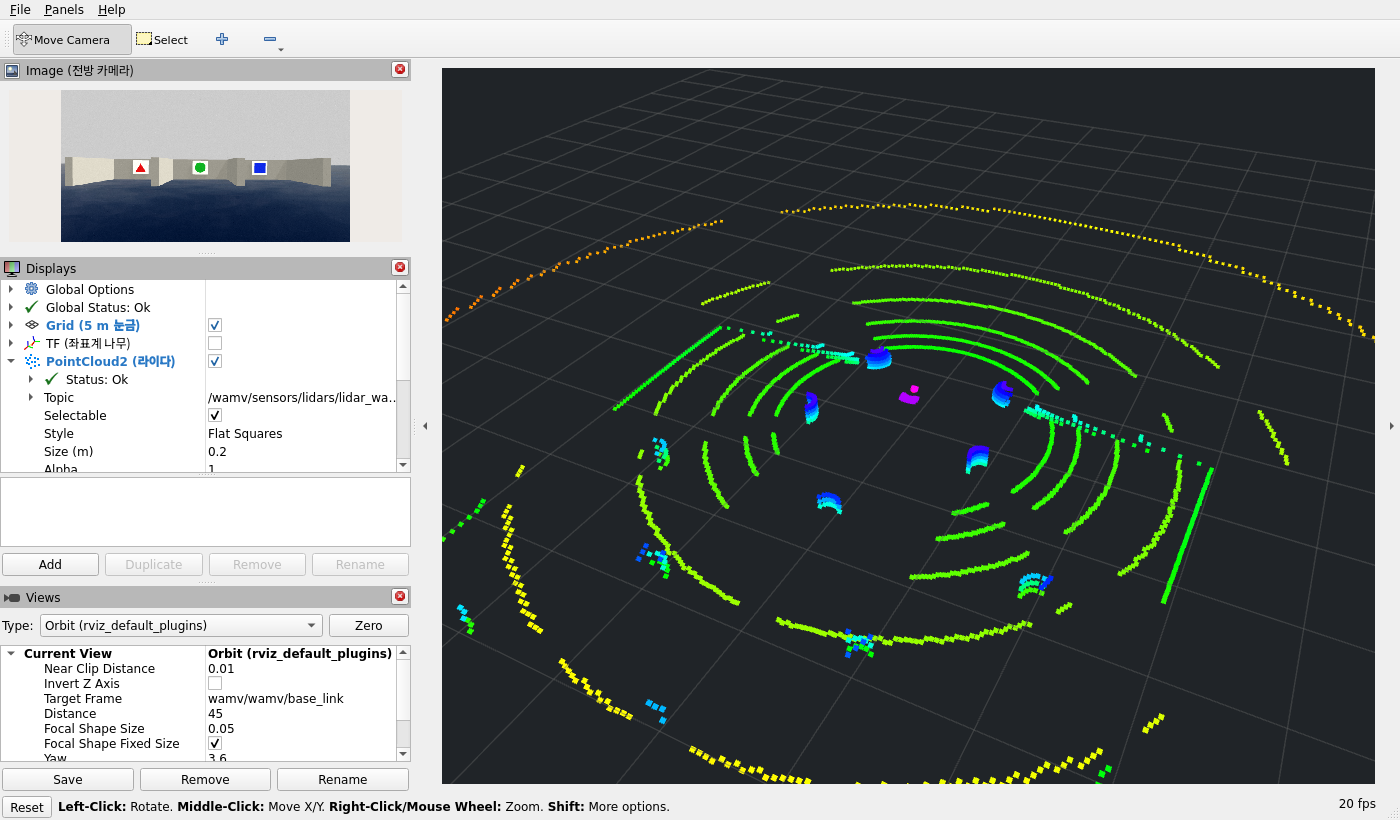 File Panels Help
Move Camera Select
Image (전방 카메라)
Displays
Global Options
Global Status: Ok
Grid (5 m 눈금)
TF (좌표계 나무)
PointCloud2 (라이다)
Status: Ok
Topic /wamv/sensors/lidars/lidar_wa...
Selectable
Style Flat Squares
Size (m) 0.2
Alpha 1
Add Duplicate Remove Rename
Views
Type: Orbit (rviz_default_plugins) Zero
Current View Orbit (rviz_default_plugins)
Near Clip Distance 0.01
Invert Z Axis
Target Frame wamv/wamv/base_link
Distance 45
Focal Shape Size 0.05
Focal Shape Fixed Size
Yaw 3.6
Save Remove Rename
Reset Left-Click: Rotate. Middle-Click: Move X/Y. Right-Click/Mouse Wheel: Zoom. Shift: More options. 20 fps